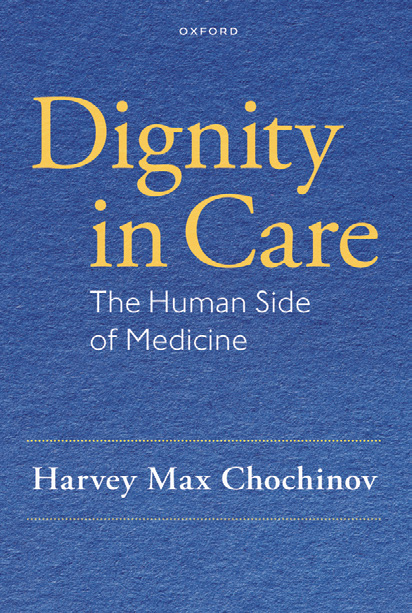 OXFORD
Dignity
in Care
The Human Side
of Medicine
Harvey Max Chochinov